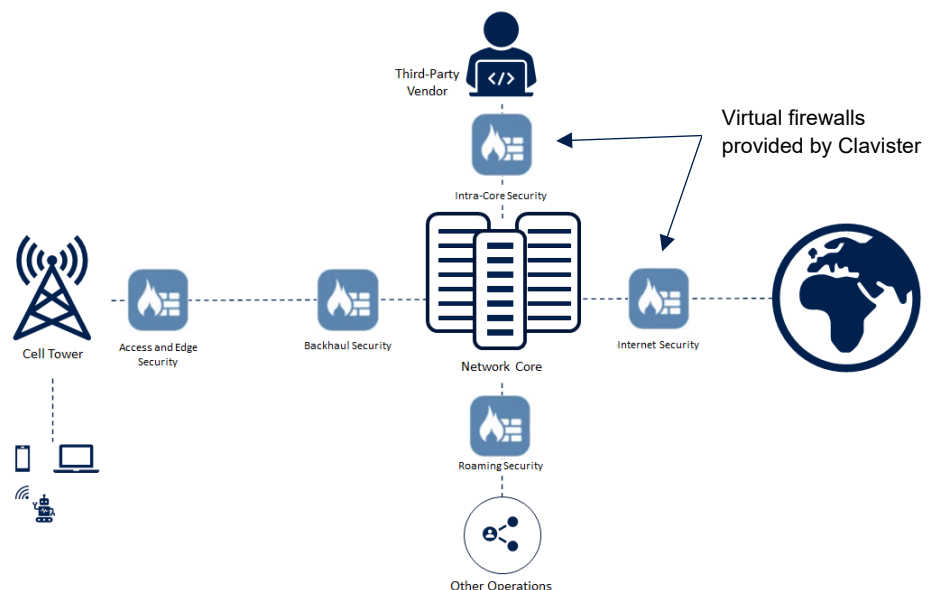 Third-Party
Vendor
</>
Virtual firewalls
provided by Clavister
Intra-Core Security
Cell Tower
Access and Edge
Security
Backhaul Security
Network Core
Internet Security
Roaming Security
Other Operations